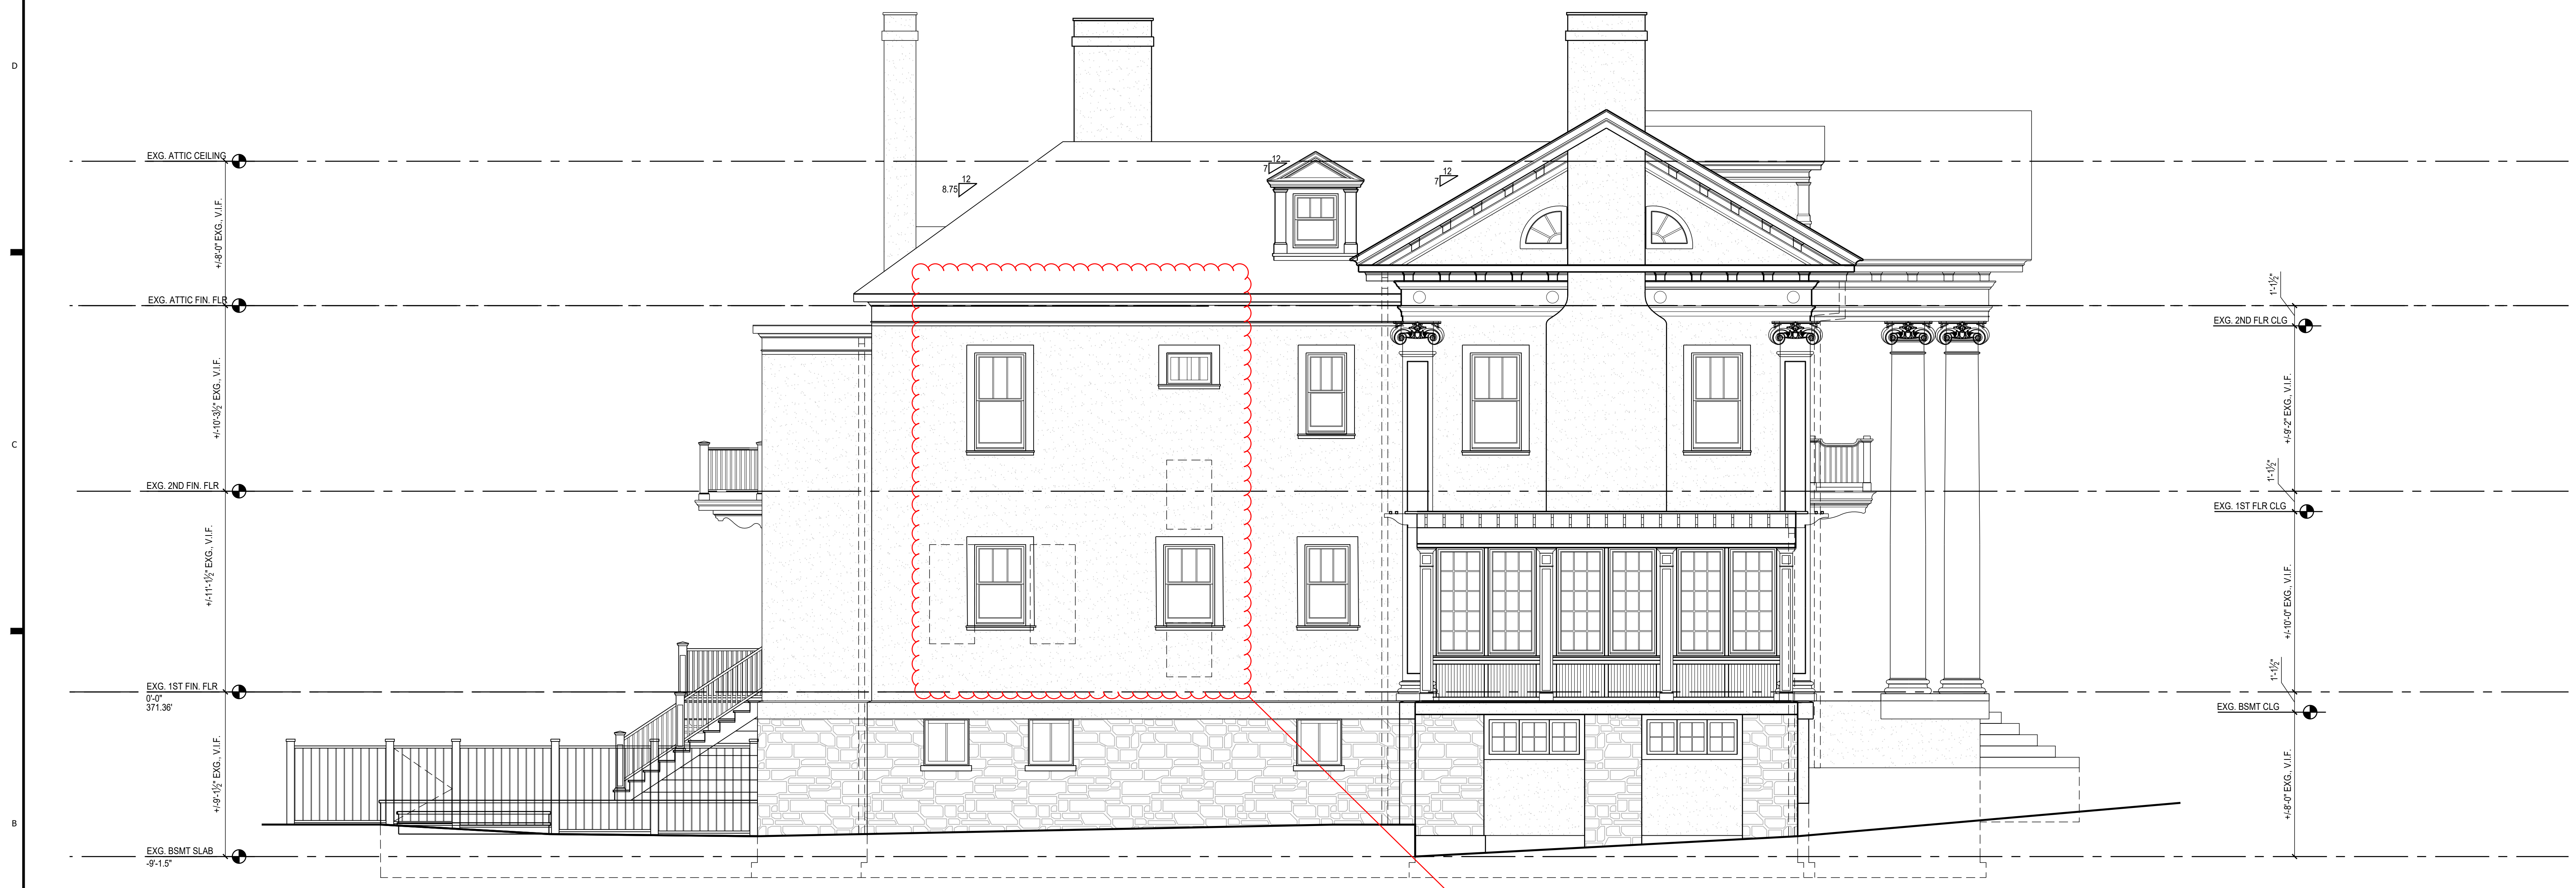 D
EXG. ATTIC CEILING
12
7
12
8.75
12
7
+/-8'-0" EXG., V.I.F.
EXG. ATTIC FIN. FLR
1'-1½"
EXG. 2ND FLR CLG
+/-10'-3½" EXG., V.I.F.
+/-9'-2" EXG., V.I.F.
C
EXG. 2ND FIN. FLR
1'-1½"
EXG. 1ST FLR CLG
+/-11'-1½" EXG., V.I.F.
+/-10'-0" EXG., V.I.F.
EXG. 1ST FIN. FLR
0'-0"
371.36'
1'-1½"
EXG. BSMT CLG
+/-9'-1½" EXG., V.I.F.
+/-8'-0" EXG., V.I.F.
B
EXG. BSMT SLAB
-9'-1.5"